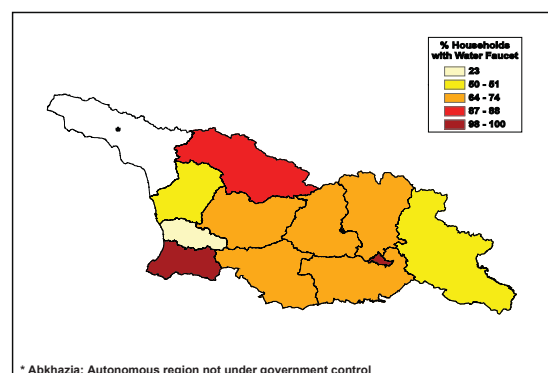 % Households
with Water Faucet
23
50 - 51
64 - 74
87 - 88
98 - 100
*
* Abkhazia: Autonomous region not under government control